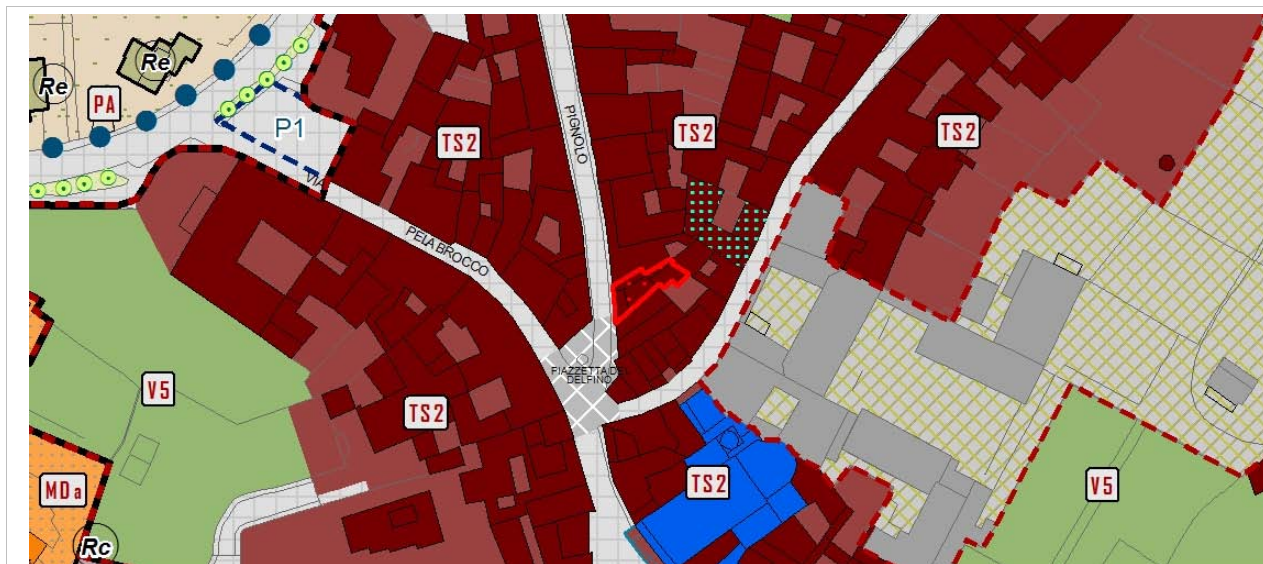 Re
Re
PA
P1
VIA
PIGNOLO
TS2
TS2
TS2
PELABROCCO
PIAZZETTA DEL
DELFINO
V5
TS2
TS2
MDa
V5
Rc